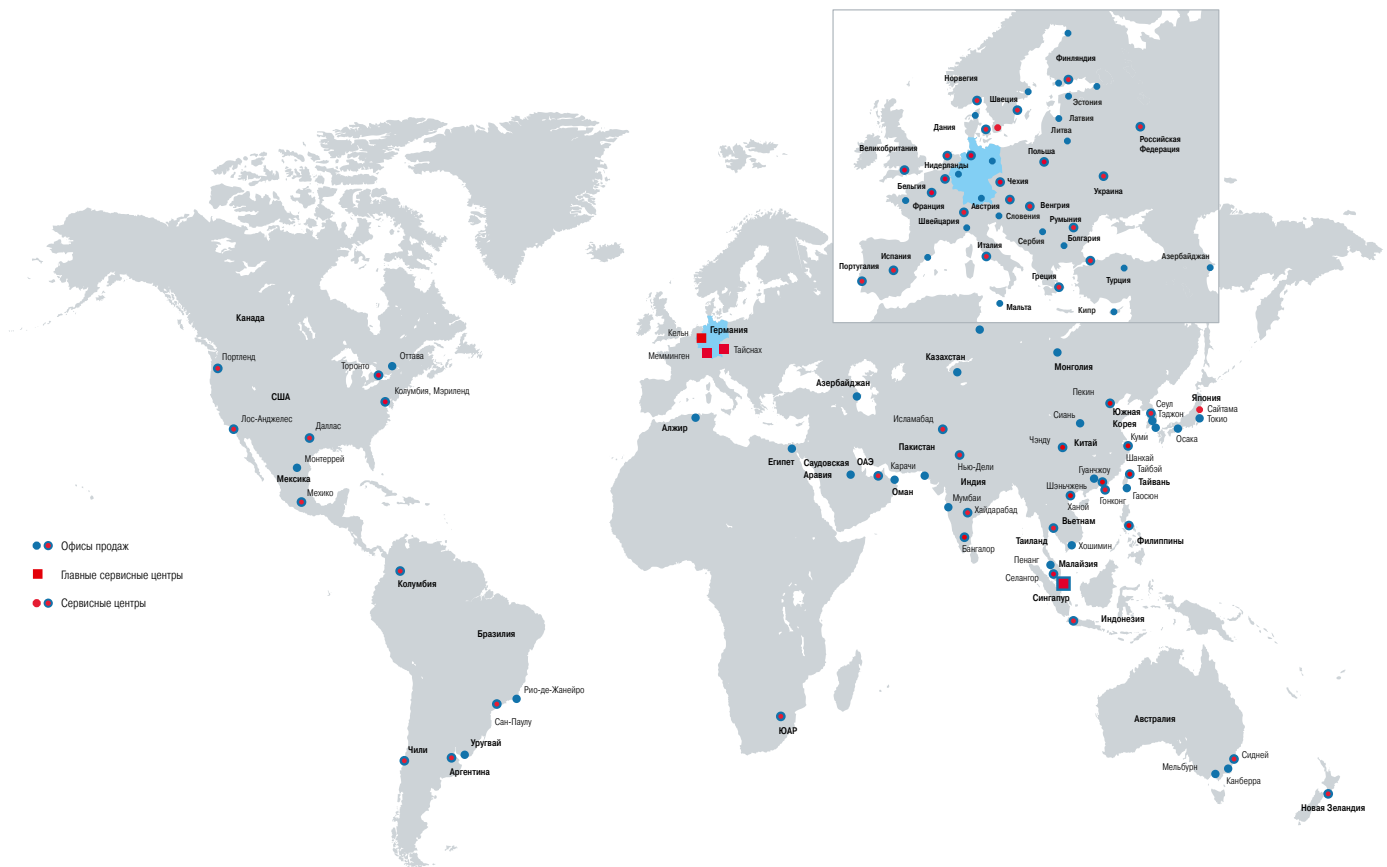 Финляндия
Норвегия
Швеция
Эстония
Латвия
Дания
Литва
Российская
Федерация
Великобритания
Польша
Нидерланды
Бельгия
Чехия
Украина
Франция
Австрия
Венгрия
Швейцария
Словения
Румыния
Сербия
Болгария
Италия
Испания
Португалия
Азербайджан
Греция
Турция
Мальта
Кипр
Канада
Портленд
Оттава
Торонто
США
Колумбия, Мэриленд
Лос-Анджелес
Даллас
Монтеррей
Мексика
Мехико
Кельн
Германия
Мемминген
Тайснах
Казахстан
Монголия
Азербайджан
Алжир
Египет
Саудовская
Аравия
ОАЭ
Оман
Карачи
Исламабад
Пакистан
Нью-Дели
Индия
Мумбаи
Хайдарабад
Бангалор
Пекин
Сиань
Чэнду
Китай
Южная
Корея
Сеул
Тэджон
Куми
Япония
Сайтама
Токио
Осака
Шанхай
Гуанчжоу
Тайбэй
Тайвань
Шэньчжень
Гонконг
Гаосюн
Ханой
Вьетнам
Таиланд
Хошимин
Филиппины
Пенанг
Малайзия
Селангор
Сингапур
Индонезия
Офисы продаж
Главные сервисные центры
Сервисные центры
Колумбия
Бразилия
Рио-де-Жанейро
Сан-Паулу
Чили
Уругвай
Аргентина
ЮАР
Австралия
Сидней
Мельбурн
Канберра
Новая Зеландия